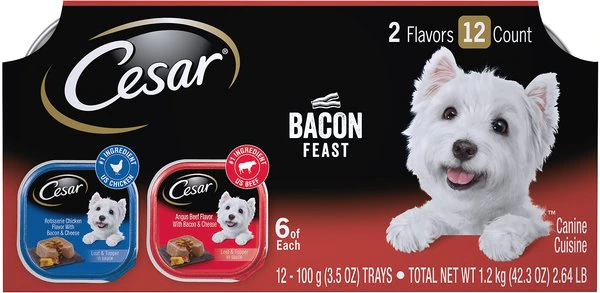 2 Flavors 12 Count
Cesar®
BACON
FEAST
#1 INGREDIENT
US CHICKEN
Cesar
Rotisserie Chicken
Flavor With
Bacon & Cheese
Loaf & Topper
in sauce
#1 INGREDIENT
US BEEF
Cesar
Angus Beef Flavor
With Bacon & Cheese
Loaf & Topper
in sauce
6 of
Each
™
Canine
Cuisine
12 - 100 g (3.5 OZ) TRAYS • TOTAL NET WT 1.2 kg (42.3 OZ) 2.64 LB